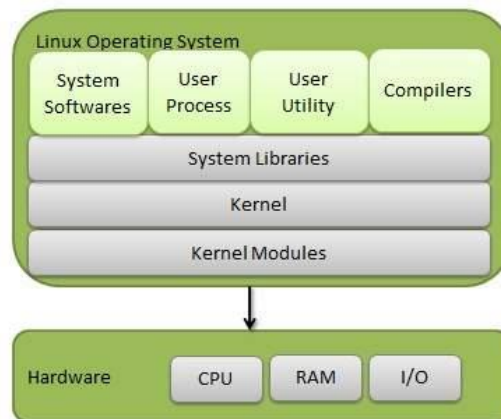 Linux Operating System
System
Softwares
User
Process
User
Utility
Compilers
System Libraries
Kernel
Kernel Modules
Hardware
CPU
RAM
I/O